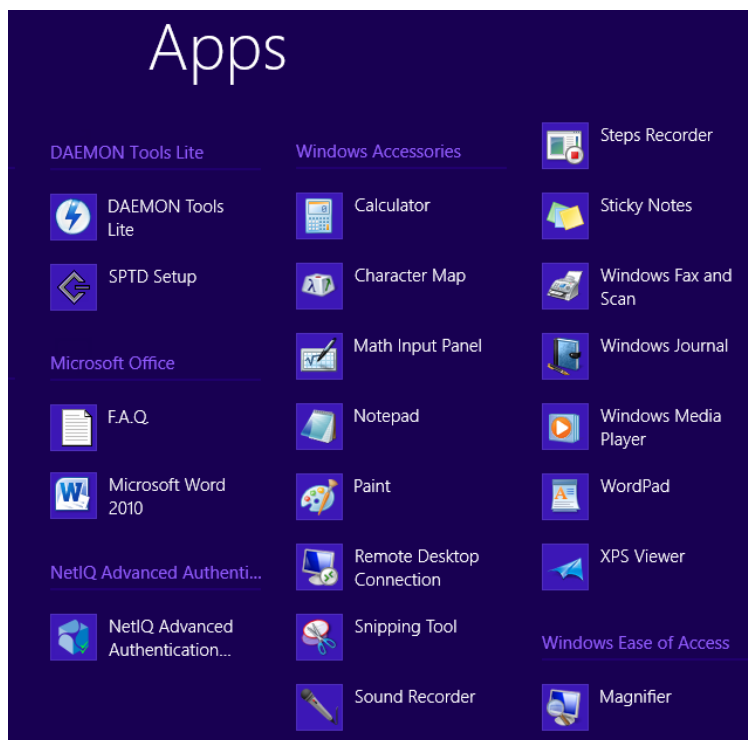 Apps
DAEMON Tools Lite
DAEMON Tools
Lite
SPTD Setup
Microsoft Office
F.A.Q.
Microsoft Word
2010
NetIQ Advanced Authenti...
NetIQ Advanced
Authentication...
Windows Accessories
Calculator
Character Map
Math Input Panel
Notepad
Paint
Remote Desktop
Connection
Snipping Tool
Sound Recorder
Steps Recorder
Sticky Notes
Windows Fax and
Scan
Windows Journal
Windows Media
Player
WordPad
XPS Viewer
Windows Ease of Access
Magnifier